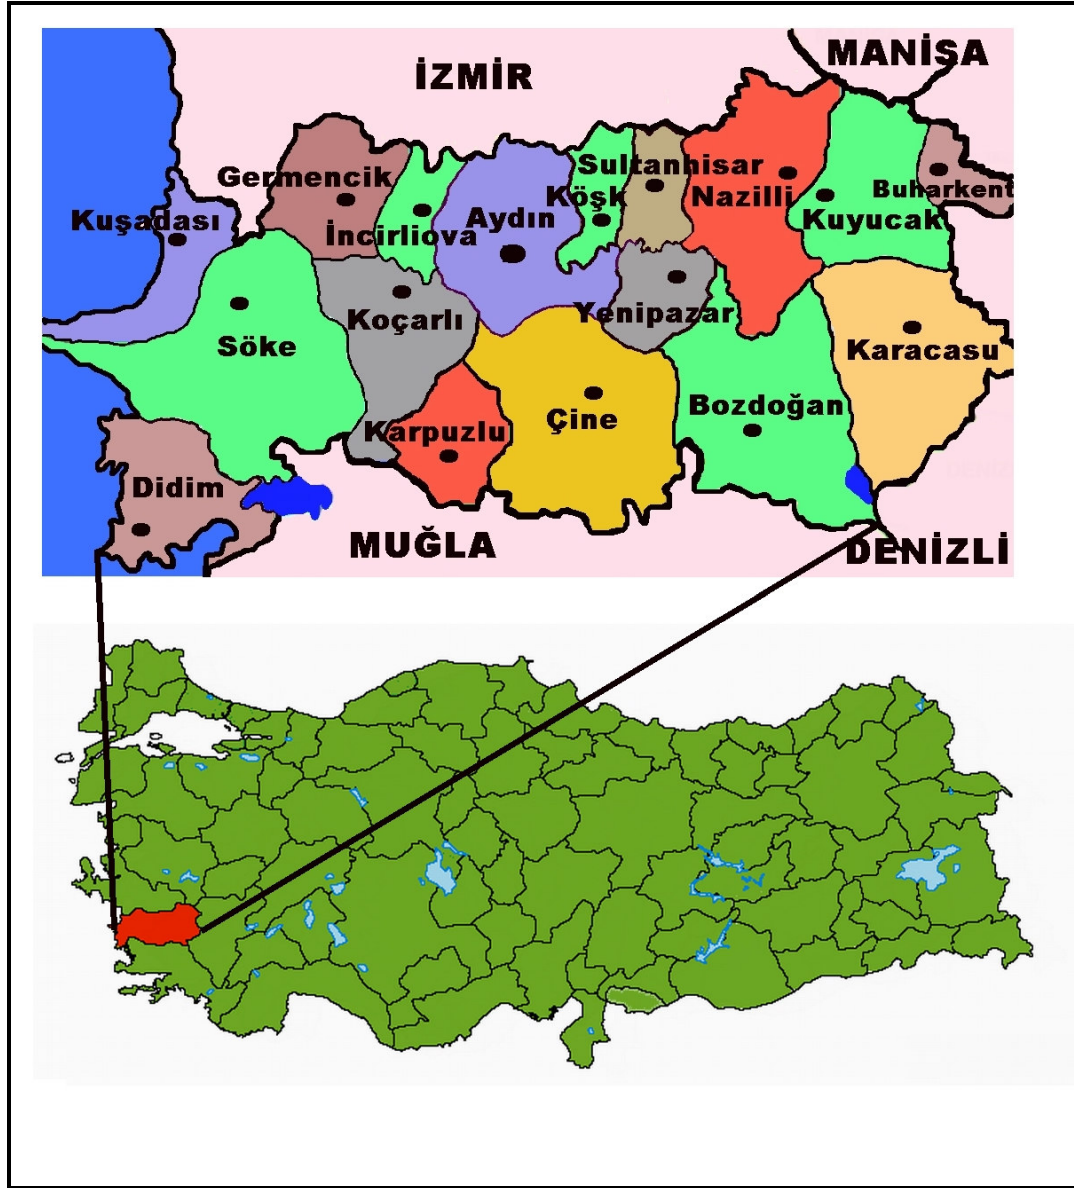 MANİSA
İZMİR
Sultanhisar
Germencik
Köşk
Nazilli
Buharkent
Kuşadası
Aydın
Kuyucak
İncirliova
Koçarlı
Yenipazar
Söke
Karacasu
Bozdoğan
Karpuzlu
Çine
Didim
MUĞLA
DENİZLİ